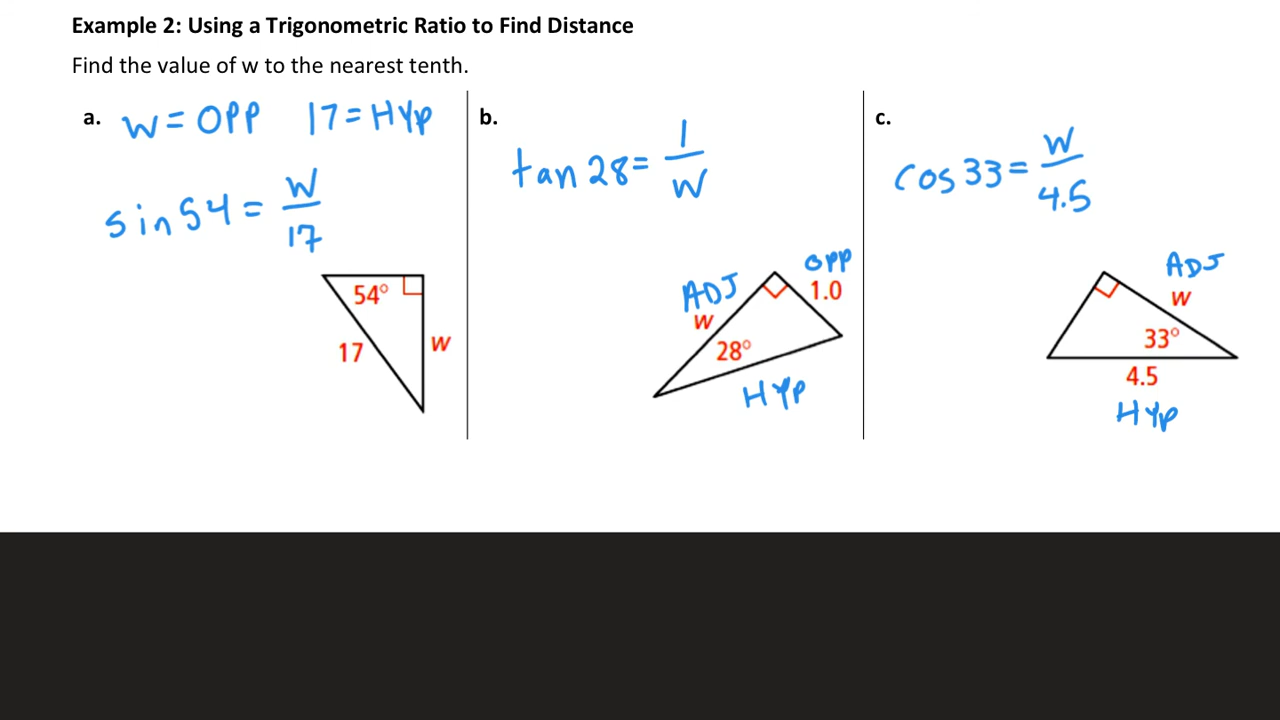 Example 2: Using a Trigonometric Ratio to Find Distance
Find the value of w to the nearest tenth.
a. W = OPP 17 = HYP
sin 54 = W/17
54°
17
w
b.
tan 28 = 1/W
ADJ
OPP
w
1.0
28°
HYP
c.
cos 33 = W/4.5
ADJ
w
33°
4.5
HYP